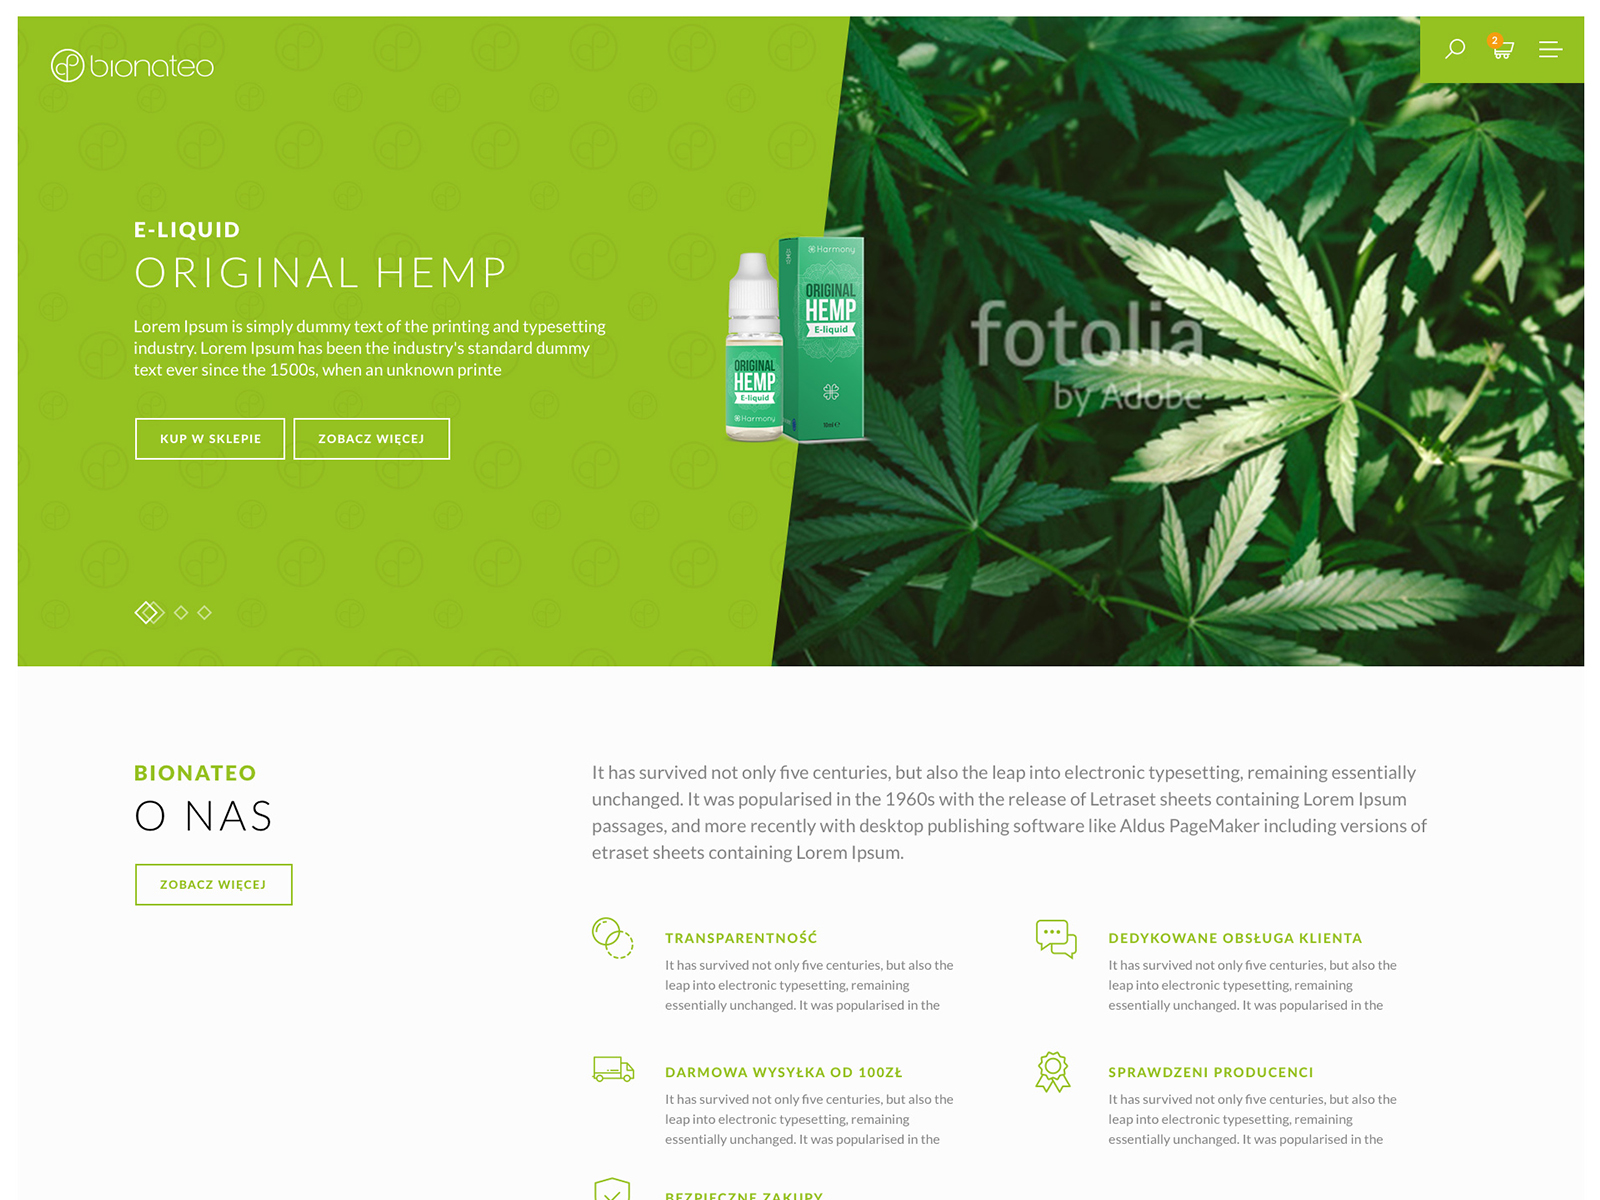 bionateo
2
E-LIQUID
ORIGINAL HEMP
Lorem Ipsum is simply dummy text of the printing and typesetting
industry. Lorem Ipsum has been the industry's standard dummy
text ever since the 1500s, when an unknown printe
KUP W SKLEPIE
ZOBACZ WIĘCEJ
Harmony
ORIGINAL
HEMP
E-liquid
10ml
ORIGINAL
HEMP
E-liquid
Harmony
fotolia
by Adobe
BIONATEO
O NAS
ZOBACZ WIĘCEJ
It has survived not only five centuries, but also the leap into electronic typesetting, remaining essentially
unchanged. It was popularised in the 1960s with the release of Letraset sheets containing Lorem Ipsum
passages, and more recently with desktop publishing software like Aldus PageMaker including versions of
etraset sheets containing Lorem Ipsum.
TRANSPARENTNOŚĆ
It has survived not only five centuries, but also the
leap into electronic typesetting, remaining
essentially unchanged. It was popularised in the
DEDYKOWANE OBSŁUGA KLIENTA
It has survived not only five centuries, but also the
leap into electronic typesetting, remaining
essentially unchanged. It was popularised in the
DARMOWA WYSYŁKA OD 100ZŁ
It has survived not only five centuries, but also the
leap into electronic typesetting, remaining
essentially unchanged. It was popularised in the
SPRAWDZENI PRODUCENCI
It has survived not only five centuries, but also the
leap into electronic typesetting, remaining
essentially unchanged. It was popularised in the
BEZPIECZNE ZAKUPY